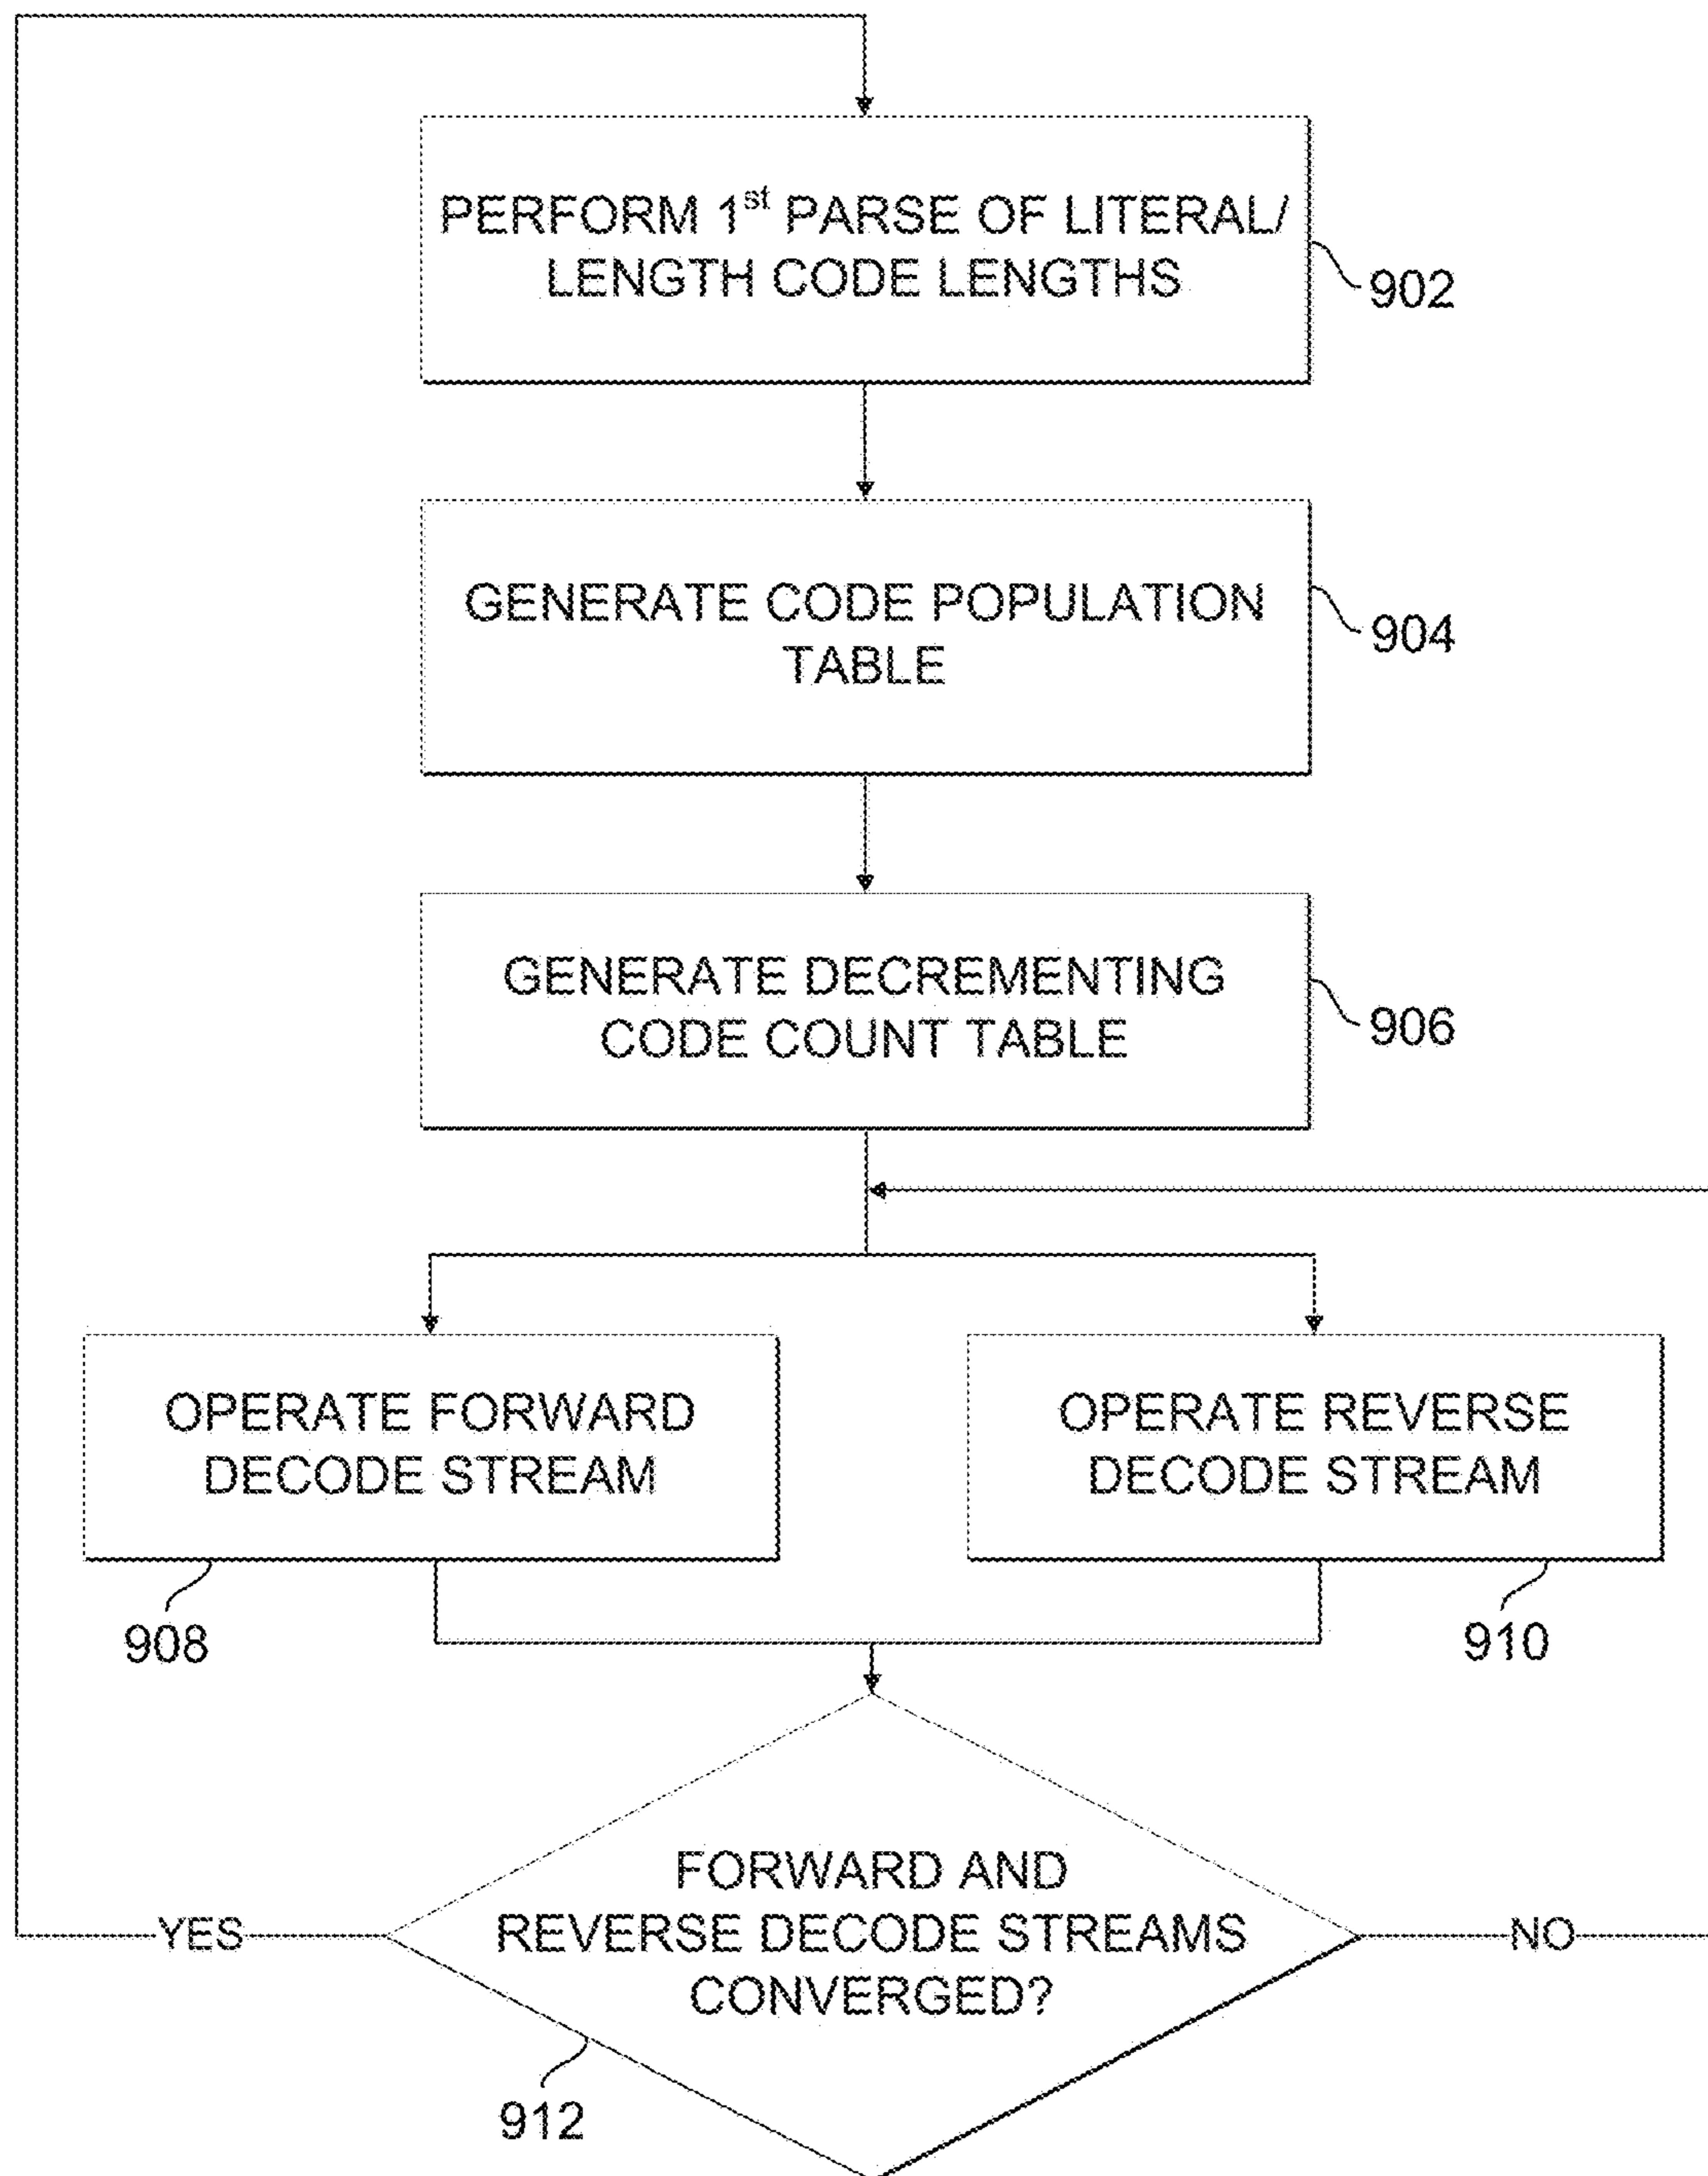 PERFORM 1st PARSE OF LITERAL/
LENGTH CODE LENGTHS
902
GENERATE CODE POPULATION
TABLE
904
GENERATE DECREMENTING
CODE COUNT TABLE
906
OPERATE FORWARD
DECODE STREAM
908
OPERATE REVERSE
DECODE STREAM
910
FORWARD AND
REVERSE DECODE STREAMS
CONVERGED?
YES
NO
912